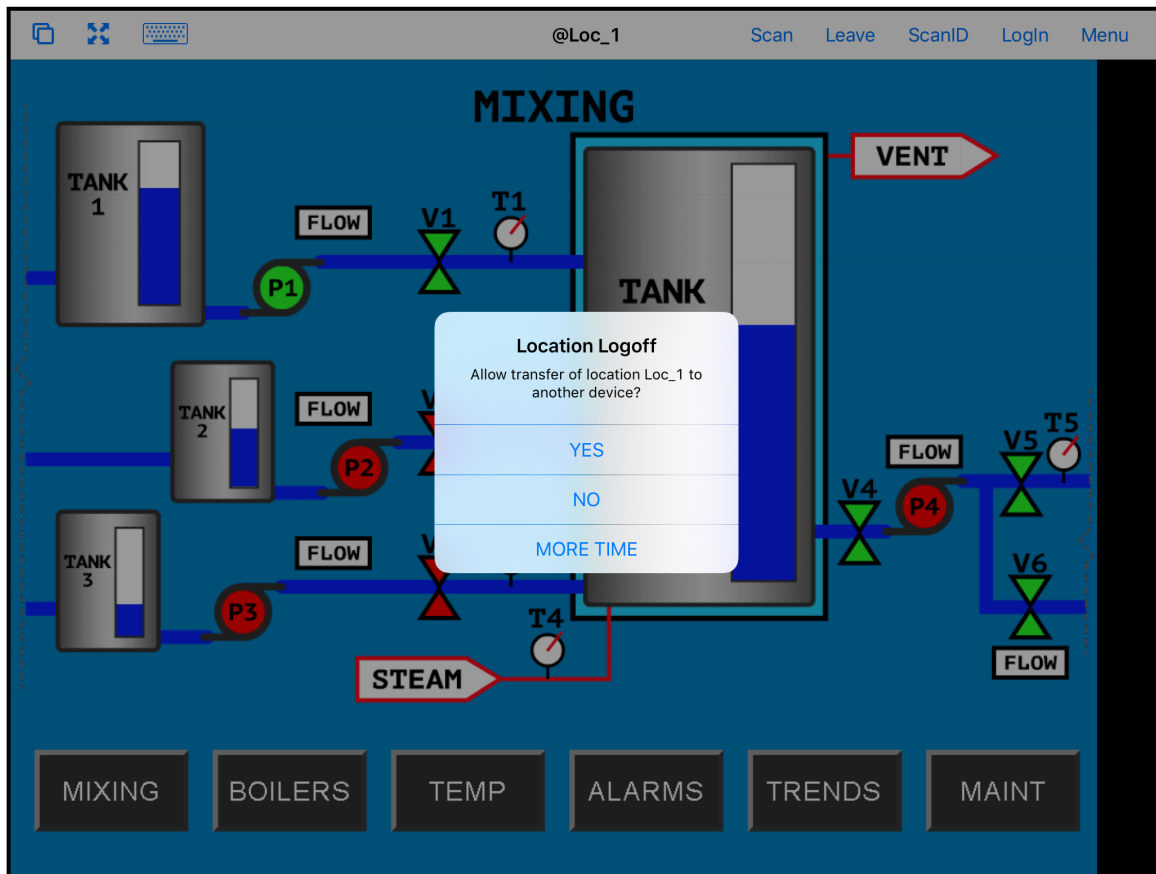 @Loc_1
Scan
Leave
ScanID
LogIn
Menu
MIXING
TANK
1
FLOW
V1
T1
P1
TANK
VENT
Location Logoff
Allow transfer of location Loc_1 to
another device?
YES
NO
MORE TIME
TANK
2
FLOW
P2
TANK
3
FLOW
P3
T4
STEAM
V4
FLOW
P4
V5
T5
V6
FLOW
MIXING
BOILERS
TEMP
ALARMS
TRENDS
MAINT